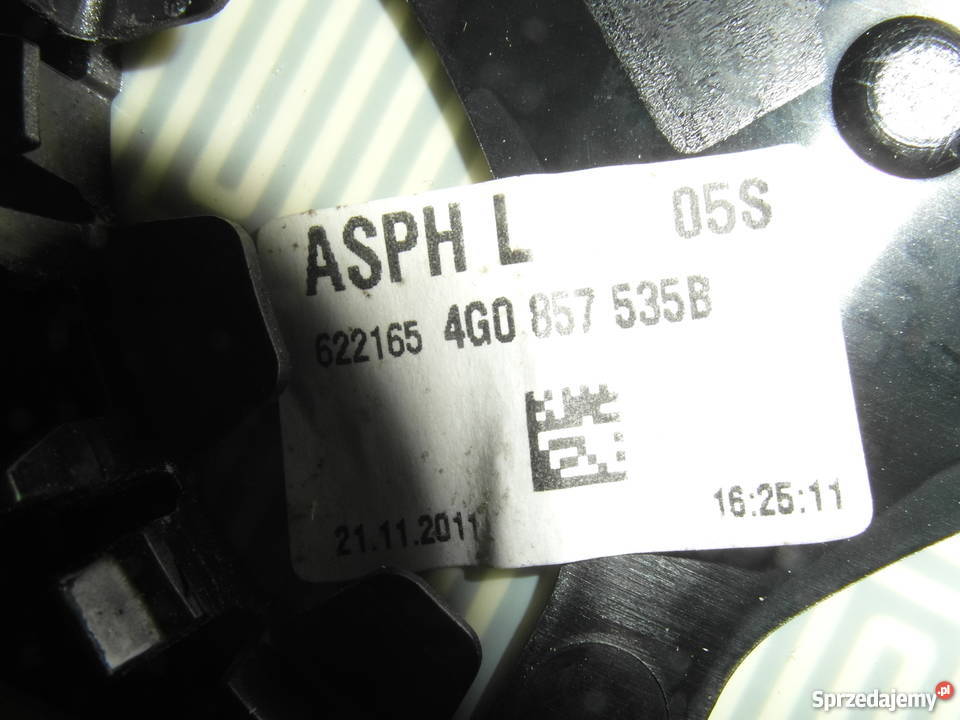 ASPH L 05S
622165 4G0 857 535B
21.11.2011 16:25:11
Sprzedajemy.pl